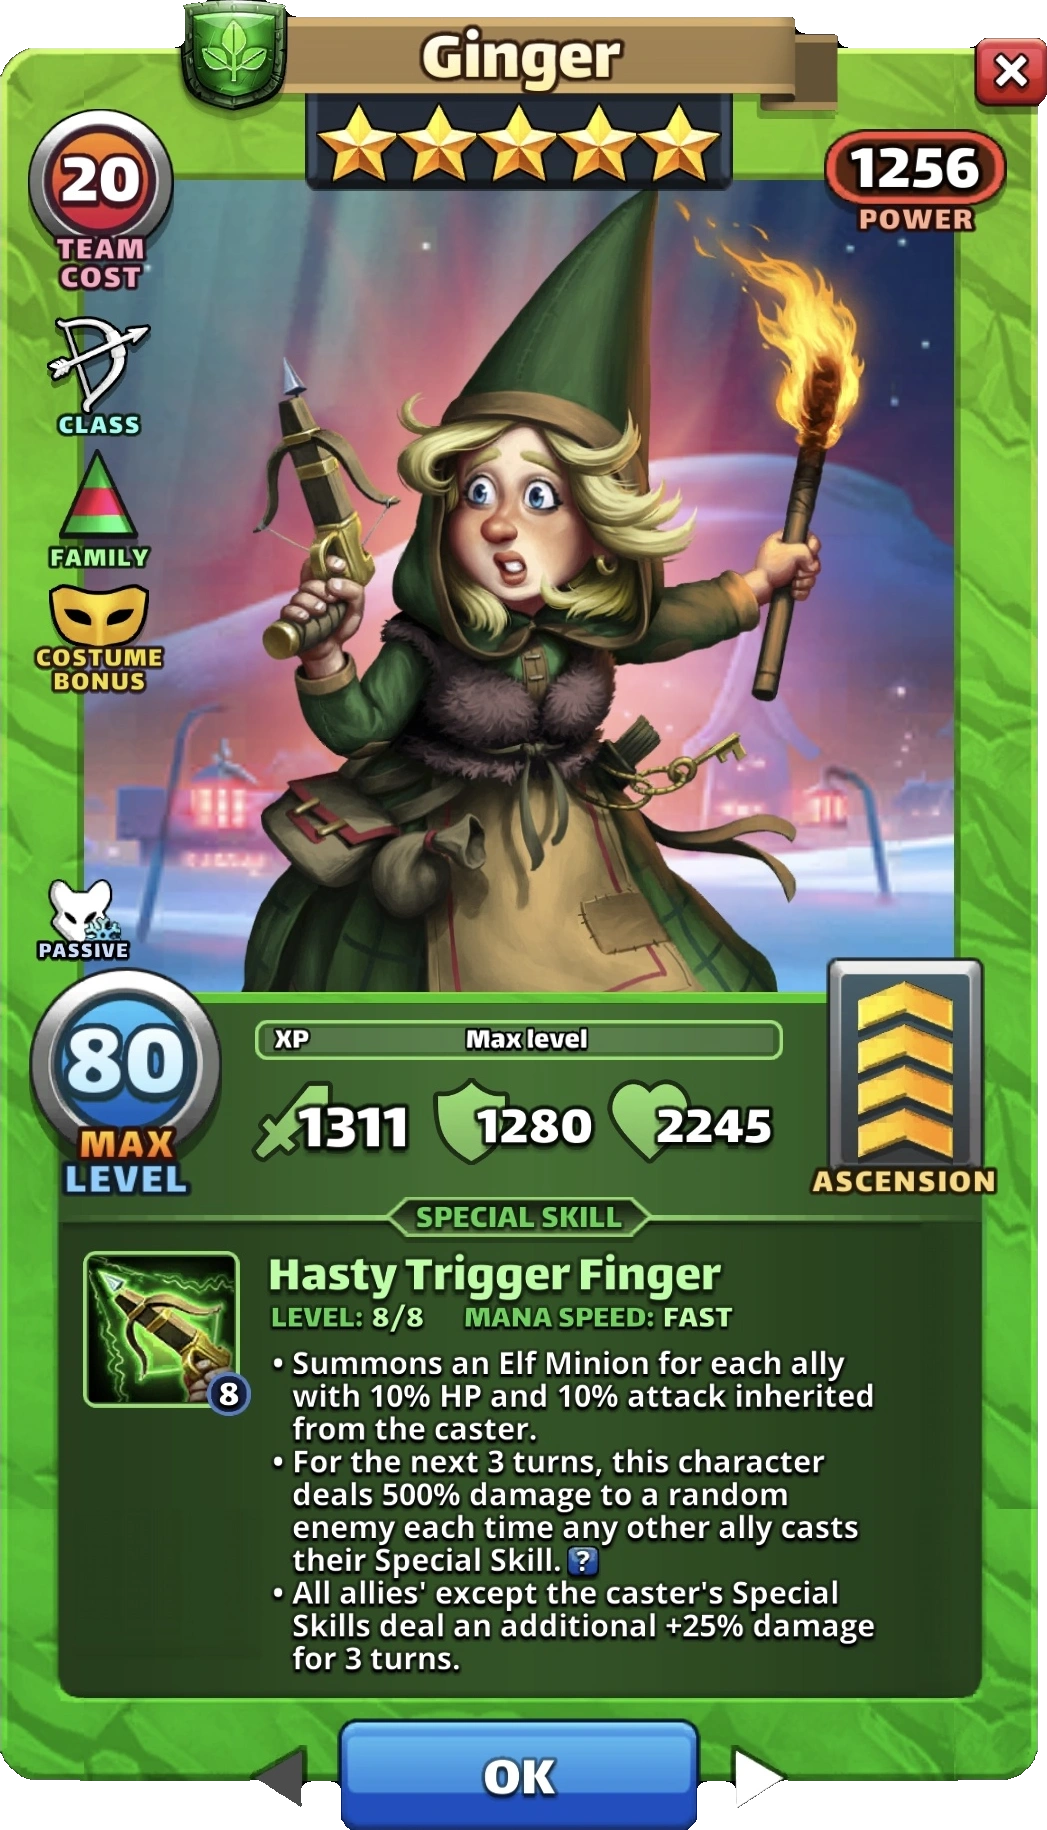 Ginger
20
TEAM
COST
1256
POWER
CLASS
FAMILY
COSTUME
BONUS
PASSIVE
80
MAX
LEVEL
XP Max level
1311 1280 2245
ASCENSION
SPECIAL SKILL
Hasty Trigger Finger
LEVEL: 8/8 MANA SPEED: FAST
8
• Summons an Elf Minion for each ally
with 10% HP and 10% attack inherited
from the caster.
• For the next 3 turns, this character
deals 500% damage to a random
enemy each time any other ally casts
their Special Skill. ?
• All allies' except the caster's Special
Skills deal an additional +25% damage
for 3 turns.
OK